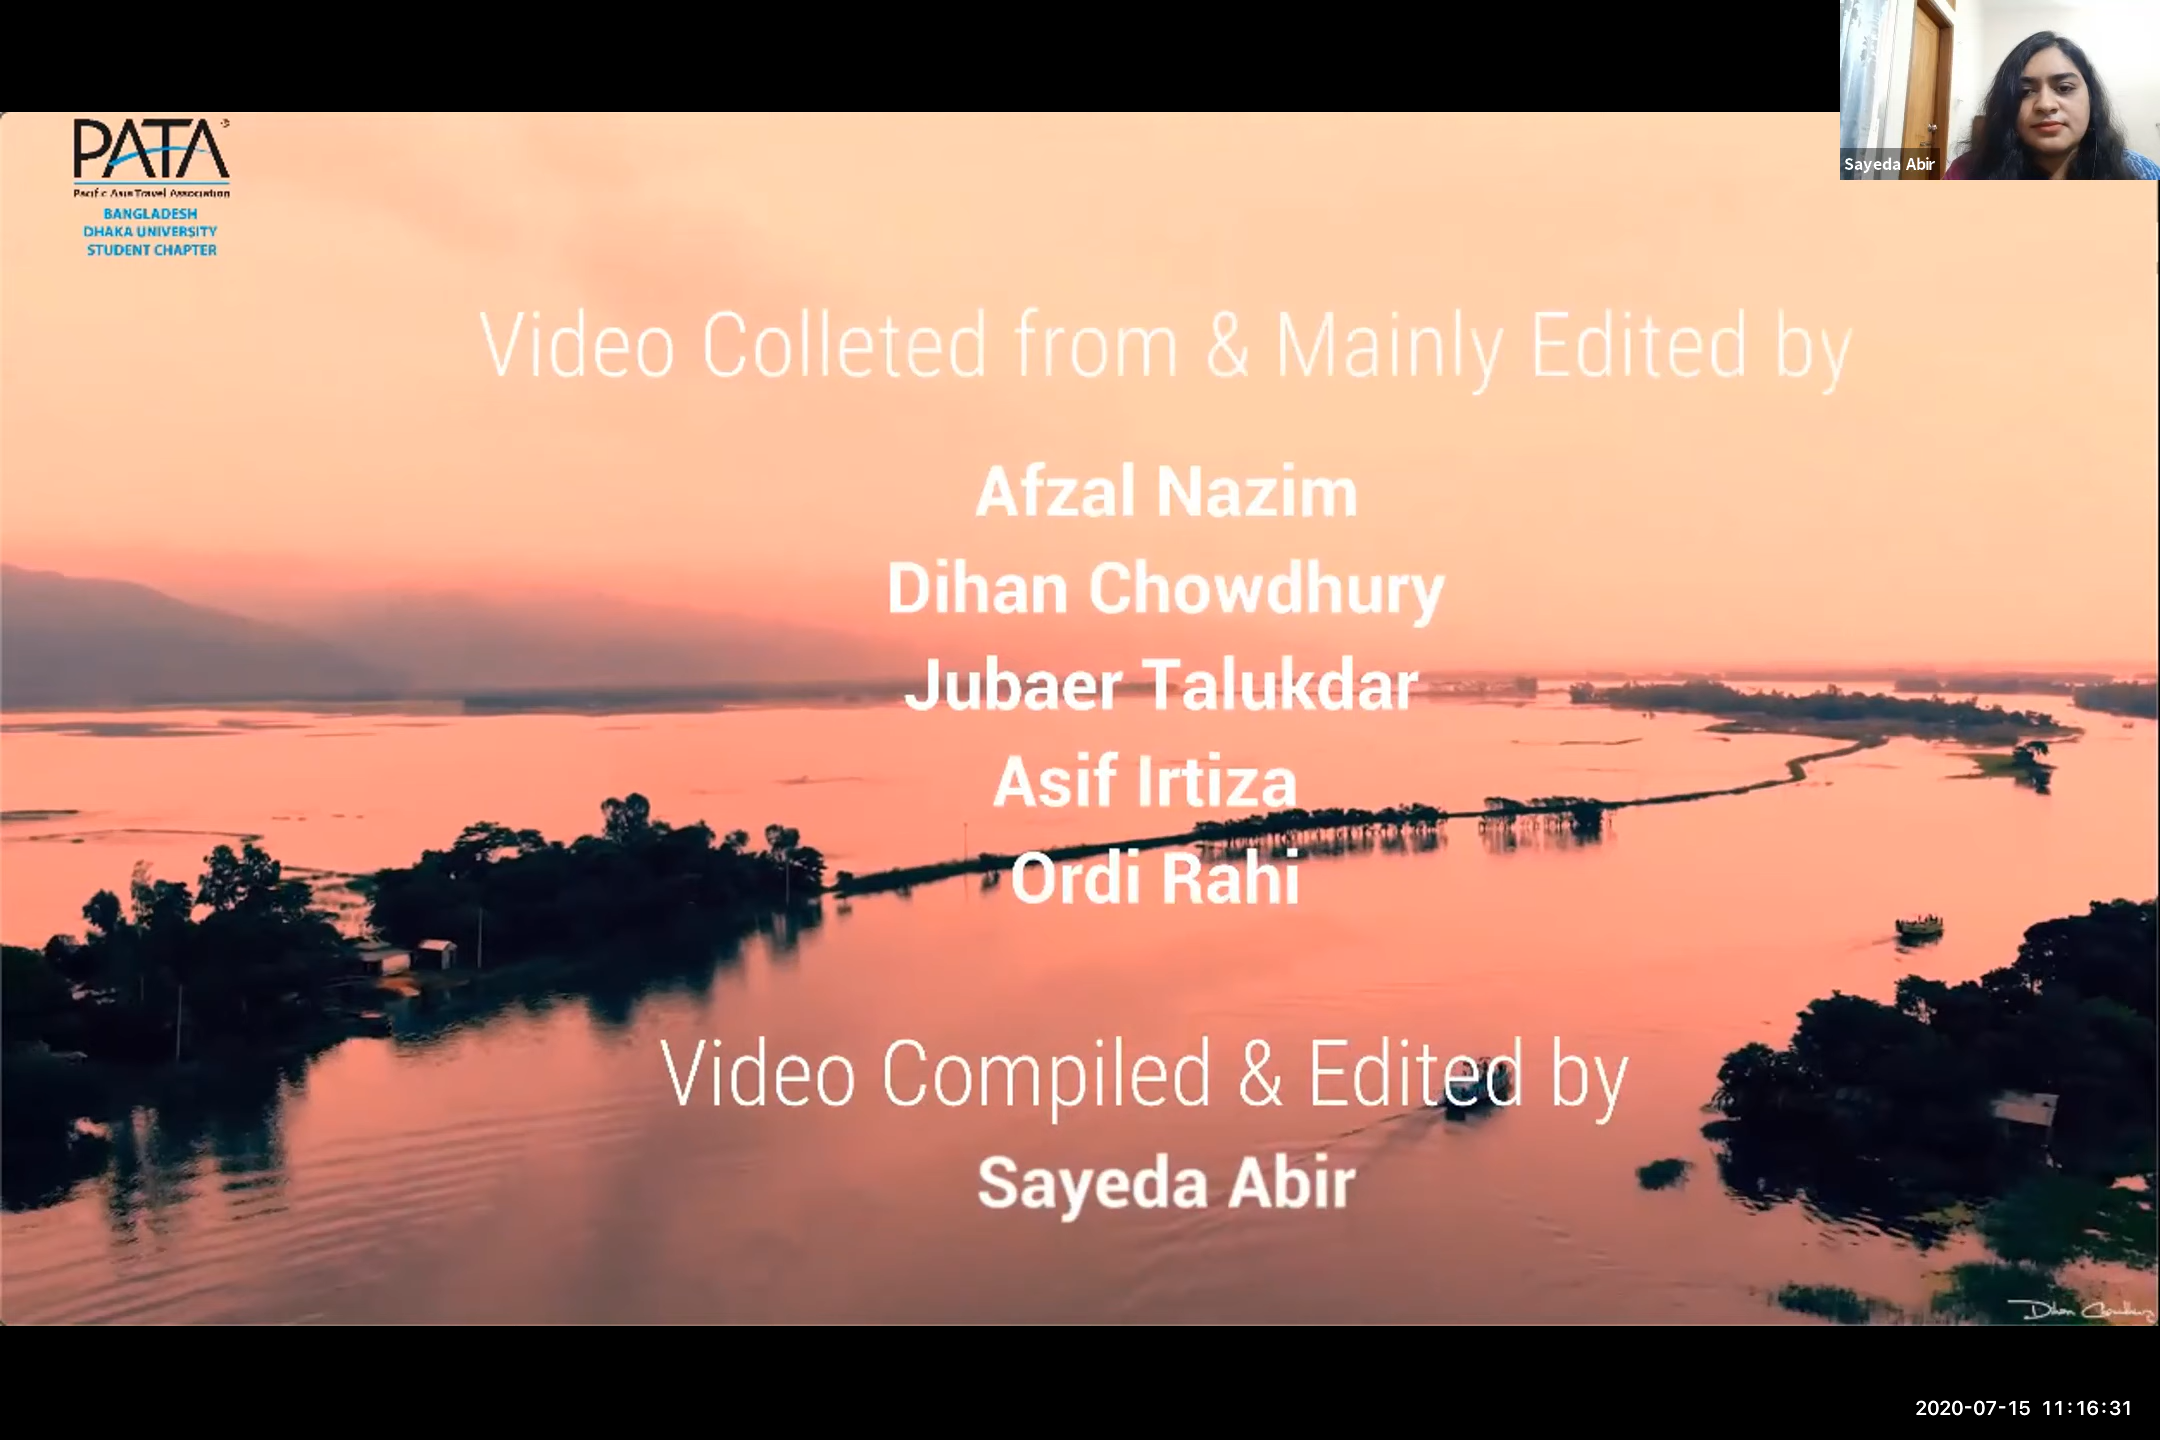 PATA
Pacific Asia Travel Association
BANGLADESH
DHAKA UNIVERSITY
STUDENT CHAPTER
Sayeda Abir
Video Colleted from & Mainly Edited by
Afzal Nazim
Dihan Chowdhury
Jubaer Talukdar
Asif Irtiza
Ordi Rahi
Video Compiled & Edited by
Sayeda Abir
Dihan Chowdhury
2020-07-15 11:16:31